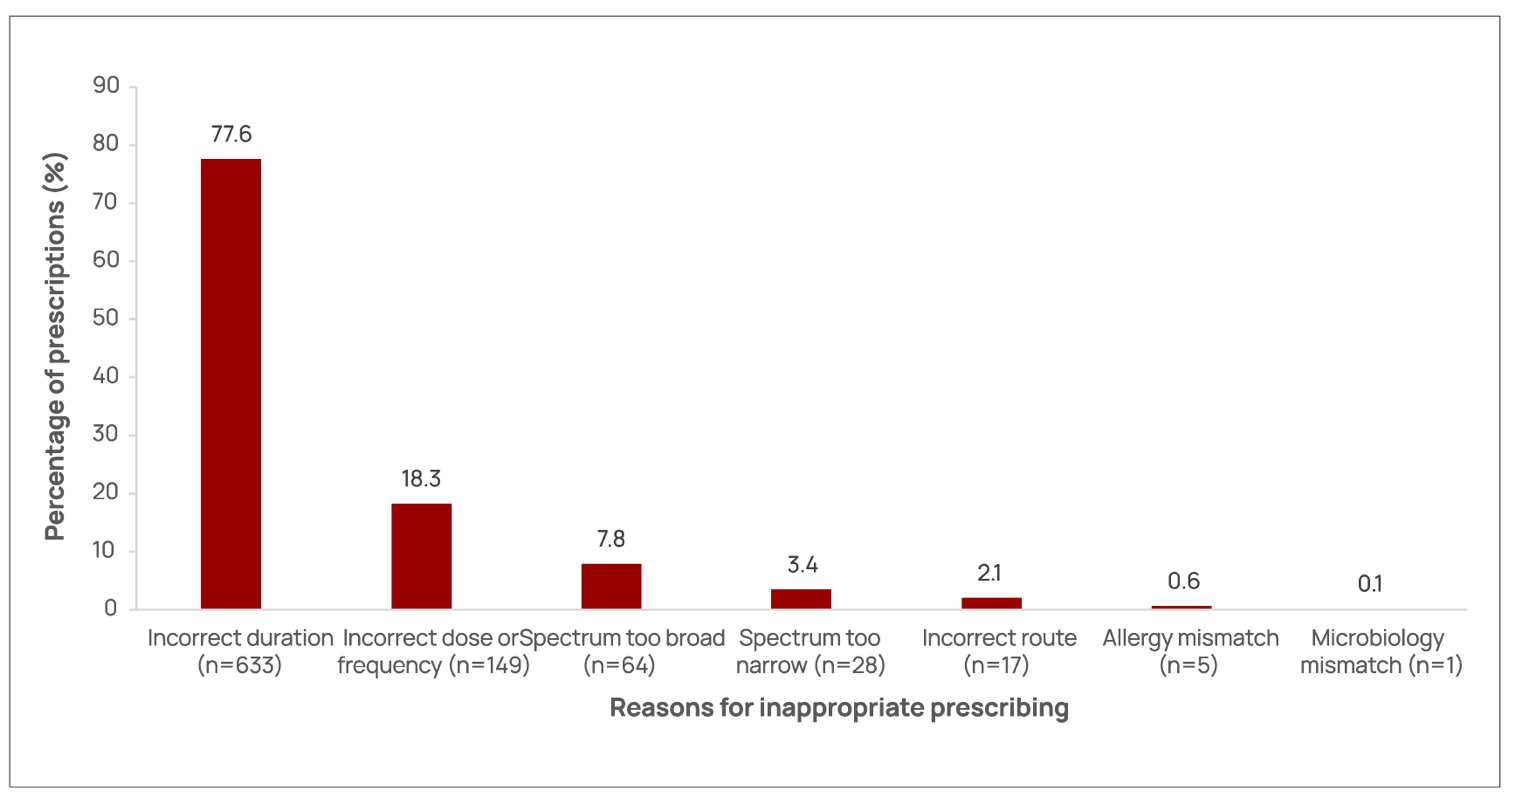 90
80
70
60
50
40
30
20
10
0
Percentage of prescriptions (%)
77.6
18.3
7.8
3.4
2.1
0.6
0.1
Incorrect duration
(n=633)
Incorrect dose or
frequency (n=149)
Spectrum too broad
(n=64)
Spectrum too
narrow (n=28)
Incorrect route
(n=17)
Allergy mismatch
(n=5)
Microbiology
mismatch (n=1)
Reasons for inappropriate prescribing